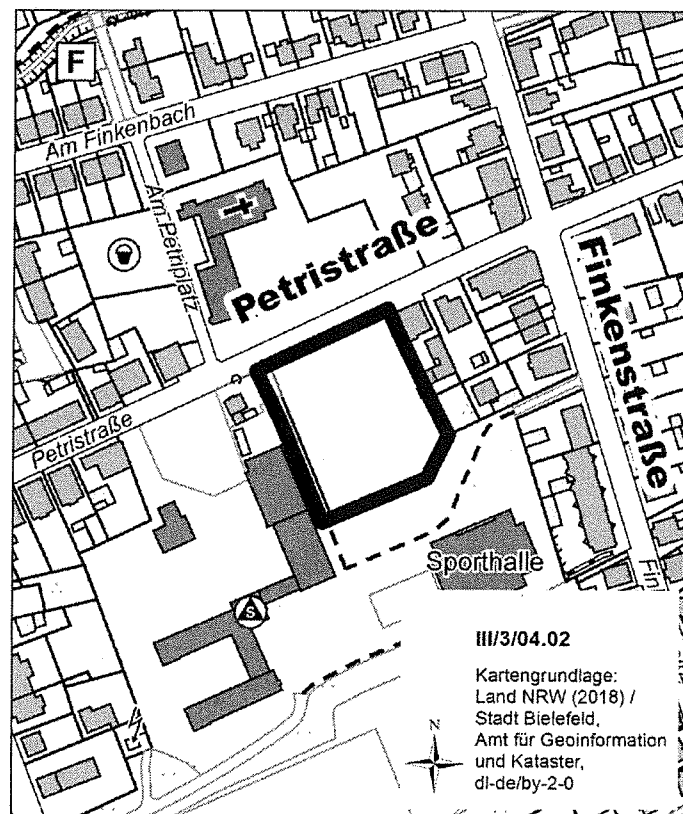 F
Am Finkenbach
Am Petriplatz
Petristraße
Finkenstraße
Petristraße
Sporthalle
S
Fin
III/3/04.02
Kartengrundlage:
Land NRW (2018) /
Stadt Bielefeld,
Amt für Geoinformation
und Kataster,
dl-de/by-2-0
N